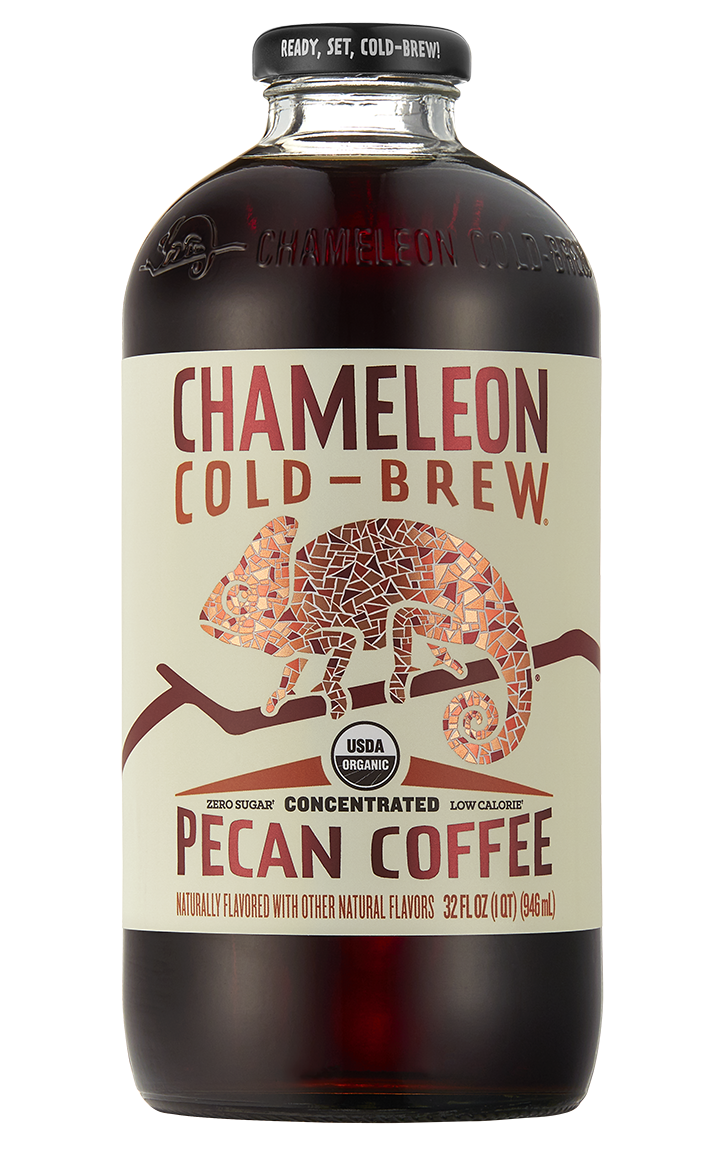 READY, SET, COLD-BREW!
CHAMELEON COLD-BREW
CHAMELEON
COLD-BREW®
®
USDA
ORGANIC
ZERO SUGAR† CONCENTRATED LOW CALORIE†
PECAN COFFEE
NATURALLY FLAVORED WITH OTHER NATURAL FLAVORS 32 FL OZ (1 QT) (946 mL)